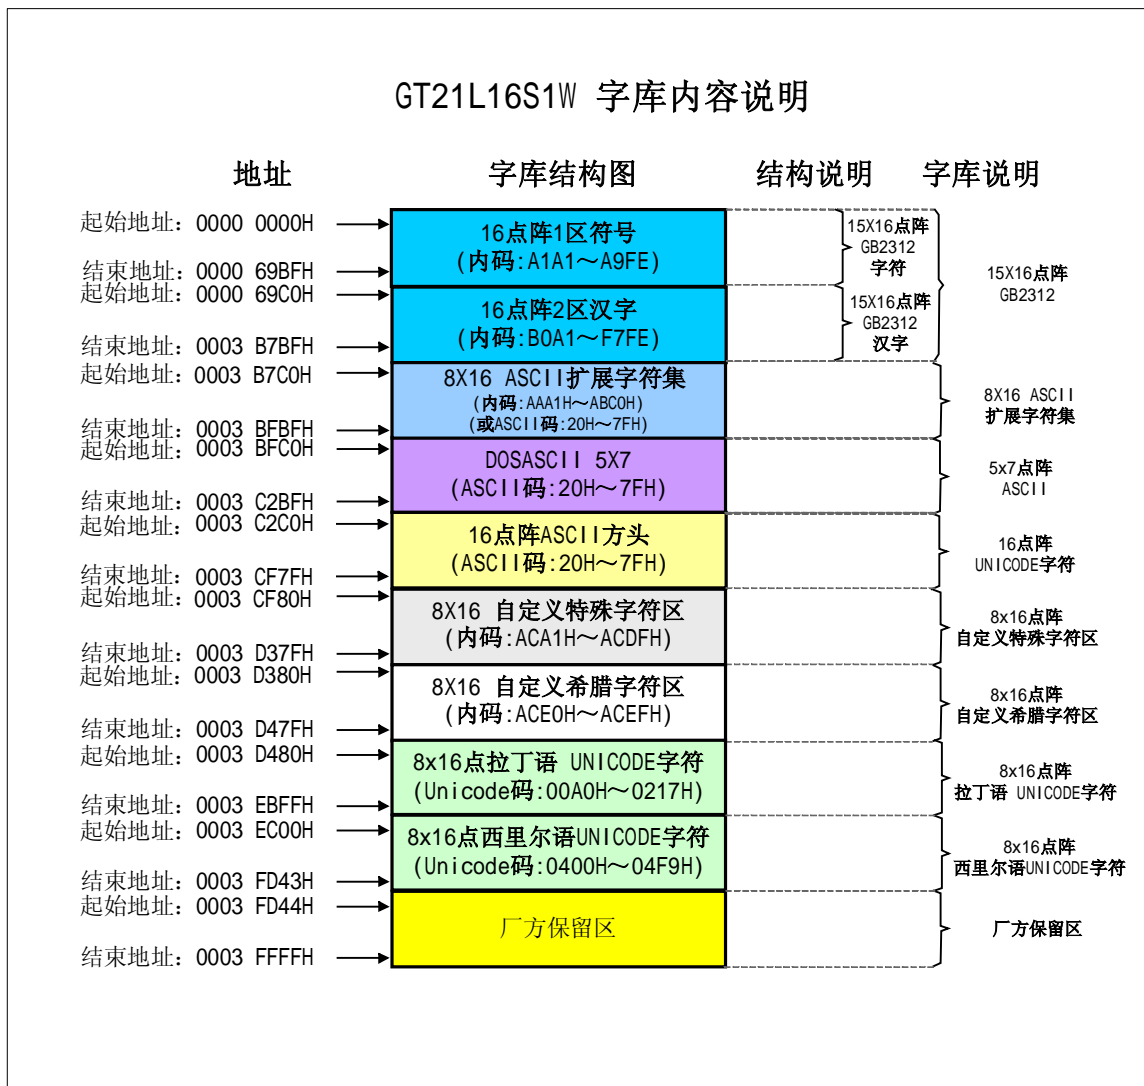 GT21L16S1W 字库内容说明
地址 字库结构图 结构说明 字库说明
起始地址: 0000 0000H
16点阵1区符号
(内码:A1A1~A9FE)
结束地址: 0000 69BFH
15X16点阵
GB2312
字符
起始地址: 0000 69C0H
16点阵2区汉字
(内码:B0A1~F7FE)
结束地址: 0003 B7BFH
15X16点阵
GB2312
汉字
15X16点阵
GB2312
起始地址: 0003 B7C0H
8X16 ASCII扩展字符集
(内码:AAA1H~ABC0H)
(或ASCII码:20H~7FH)
结束地址: 0003 BFBFH
8X16 ASCII
扩展字符集
起始地址: 0003 BFC0H
DOSASCII 5X7
(ASCII码:20H~7FH)
结束地址: 0003 C2BFH
5x7点阵
ASCII
起始地址: 0003 C2C0H
16点阵ASCII方头
(ASCII码:20H~7FH)
结束地址: 0003 CF7FH
16点阵
UNICODE字符
起始地址: 0003 CF80H
8X16 自定义特殊字符区
(内码:ACA1H~ACDFH)
结束地址: 0003 D37FH
8x16点阵
自定义特殊字符区
起始地址: 0003 D380H
8X16 自定义希腊字符区
(内码:ACE0H~ACEFH)
结束地址: 0003 D47FH
8x16点阵
自定义希腊字符区
起始地址: 0003 D480H
8x16点拉丁语 UNICODE字符
(Unicode码:00A0H~0217H)
结束地址: 0003 EBFFH
8x16点阵
拉丁语 UNICODE字符
起始地址: 0003 EC00H
8x16点西里尔语UNICODE字符
(Unicode码:0400H~04F9H)
结束地址: 0003 FD43H
8x16点阵
西里尔语UNICODE字符
起始地址: 0003 FD44H
厂方保留区
结束地址: 0003 FFFFH
厂方保留区